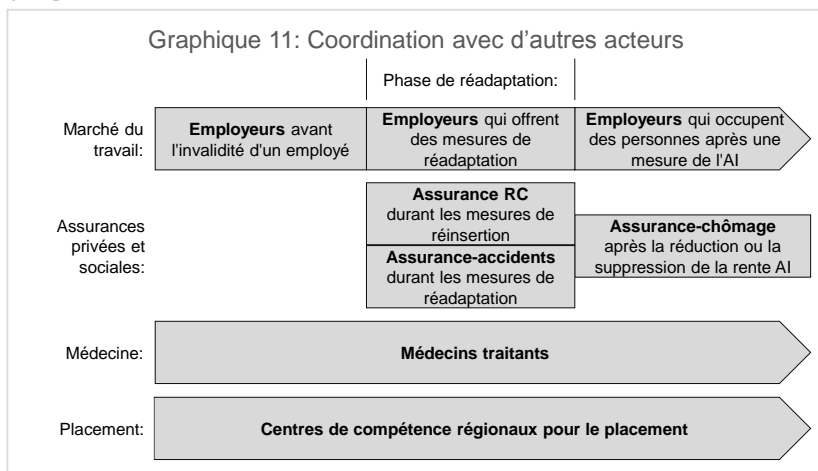 Graphique 11: Coordination avec d'autres acteurs
Phase de réadaptation:
Marché du
travail:
Employeurs avant
l'invalidité d'un employé
Employeurs qui offrent
des mesures de
réadaptation
Employeurs qui occupent
des personnes après une
mesure de l'AI
Assurances
privées et
sociales:
Assurance RC
durant les mesures de
réinsertion
Assurance-accidents
durant les mesures de
réadaptation
Assurance-chômage
après la réduction ou la
suppression de la rente AI
Médecine:
Médecins traitants
Placement:
Centres de compétence régionaux pour le placement